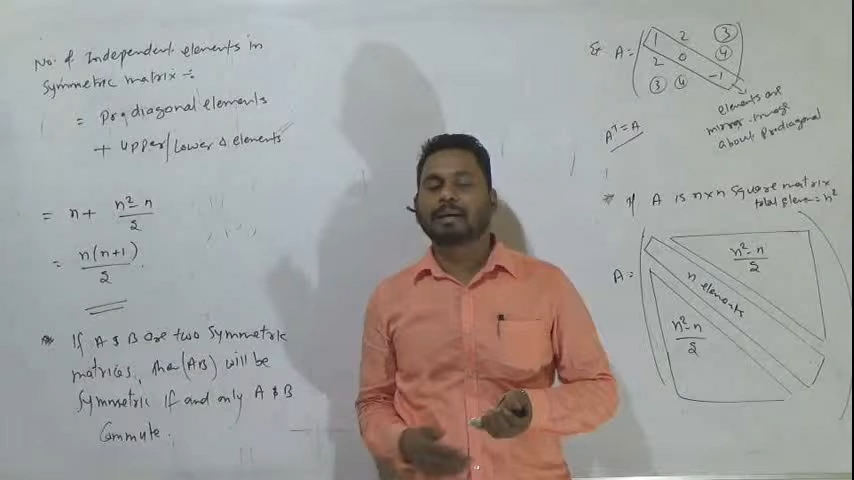 No. of Independent elements in
Symmetric matrix ÷
= Pr. diagonal elements
+ Upper/Lower Δ elements
= n + n² - n / 2
= n(n+1) / 2
If A & B are two symmetric
matrices, then (AB) will be
symmetric if and only A & B
Commute.
Ex A = 1 2 3
2 0 4
3 4 -1
elements are
mirror-image
about Pr diagonal
Aᵀ = A
If A is n×n square matrix
total elem = n²
A =
n² - n / 2
n elements
n² - n / 2